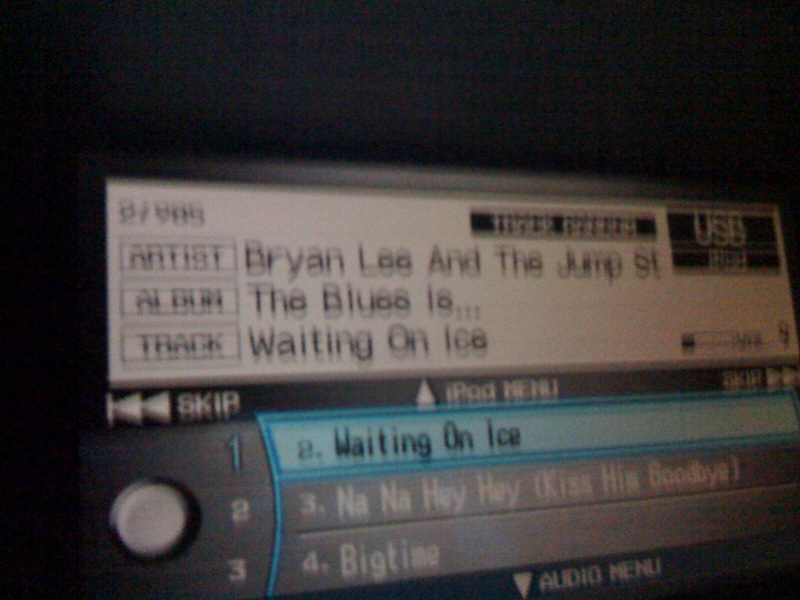 USB
ARTIST Bryan Lee And The Jump St
ALBUM The Blues Is...
TRACK Waiting On Ice
SKIP
iPod MENU
SKIP
1 2. Waiting On Ice
2 3. Na Na Hey Hey (Kiss Him Goodbye)
3 4. Bigtime
AUDIO MENU